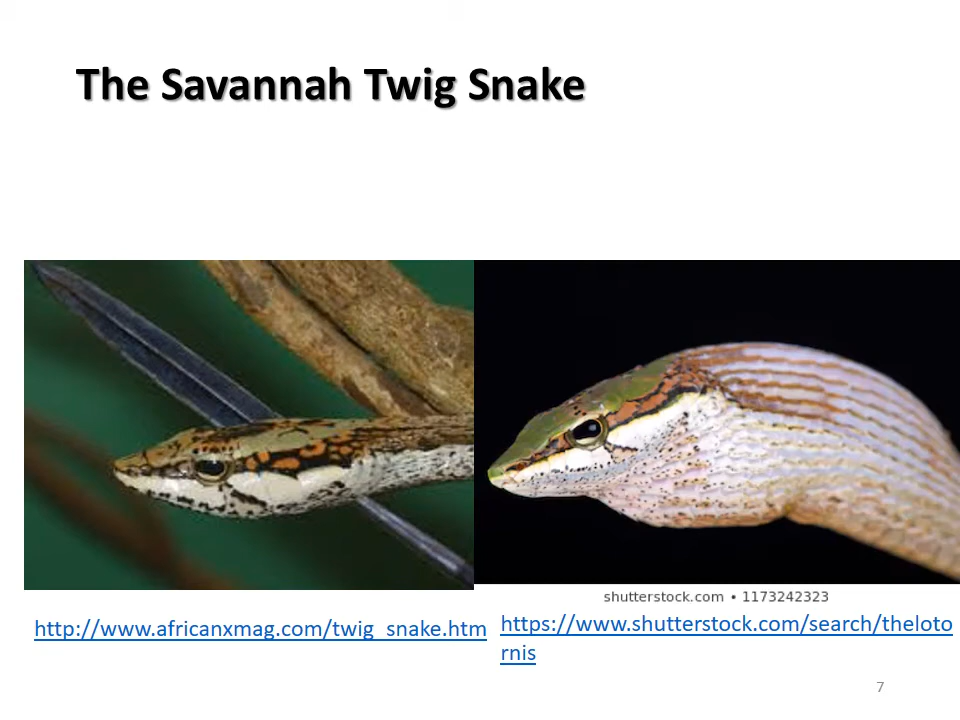 The Savannah Twig Snake
shutterstock.com • 1173242323
http://www.africanxmag.com/twig_snake.htm
https://www.shutterstock.com/search/theloto
rnis
7